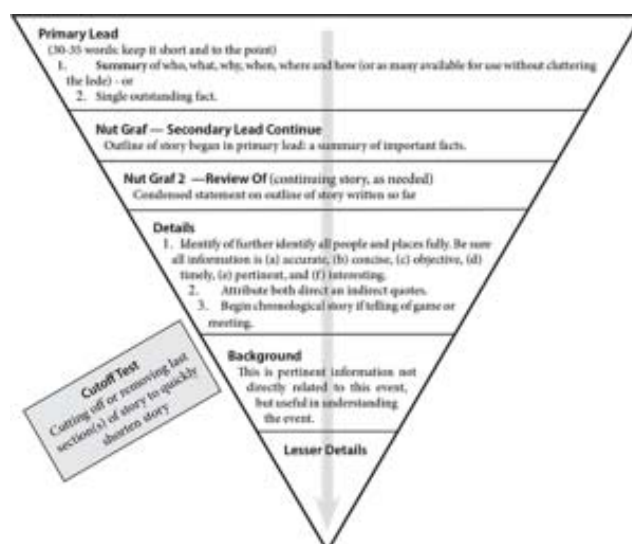 Primary Lead
(30-35 words: keep it short and to the point)
1. Summary of who, what, why, when, where and how (or as many available for use without cluttering
the lede) - or
2. Single outstanding fact.
Nut Graf — Secondary Lead Continue
Outline of story began in primary lead: a summary of important facts.
Nut Graf 2 —Review Of (continuing story, as needed)
Condensed statement on outline of story written so far
Details
1. Identify of further identify all people and places fully. Be sure
all information is (a) accurate, (b) concise, (c) objective, (d)
timely, (e) pertinent, and (f) interesting.
2. Attribute both direct an indirect quotes.
3. Begin chronological story if telling of game or
meeting.
Background
This is pertinent information not
directly related to this event,
but useful in understanding
the event.
Lesser Details
Cutoff Test
Cutting off or removing last
section(s) of story to quickly
shorten story